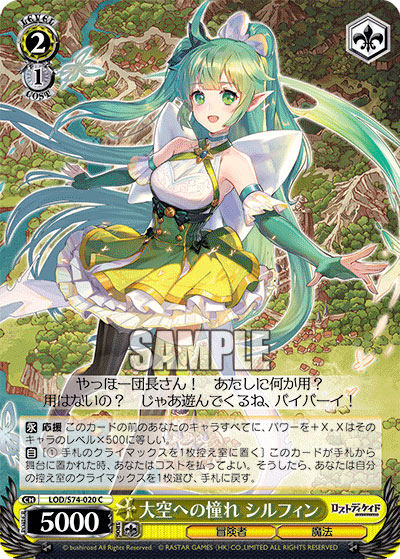 LEVEL
2
1
COST
SAMPLE
やっほー団長さん！ あたしに何が用？
用はないの？ じゃあ遊んでくるね、バイバーイ！
永 応援 このカードの前のあなたのキャラすべてに、パワーを＋X。Xはそのキャラのレベル×500に等しい。
自 [① 手札のクライマックスを1枚控え室に置く] このカードが手札から舞台に置かれた時、あなたはコストを払ってよい。そうしたら、あなたは自分の控え室のクライマックスを1枚選び、手札に戻す。
CH
LOD/S74-020 C
5000
大空への憧れ シルフィン
冒険者
魔法
ロストディケイド
© bushiroad All Rights Reserved.
© RASTAR GAMES (HK) CO., LIMITED